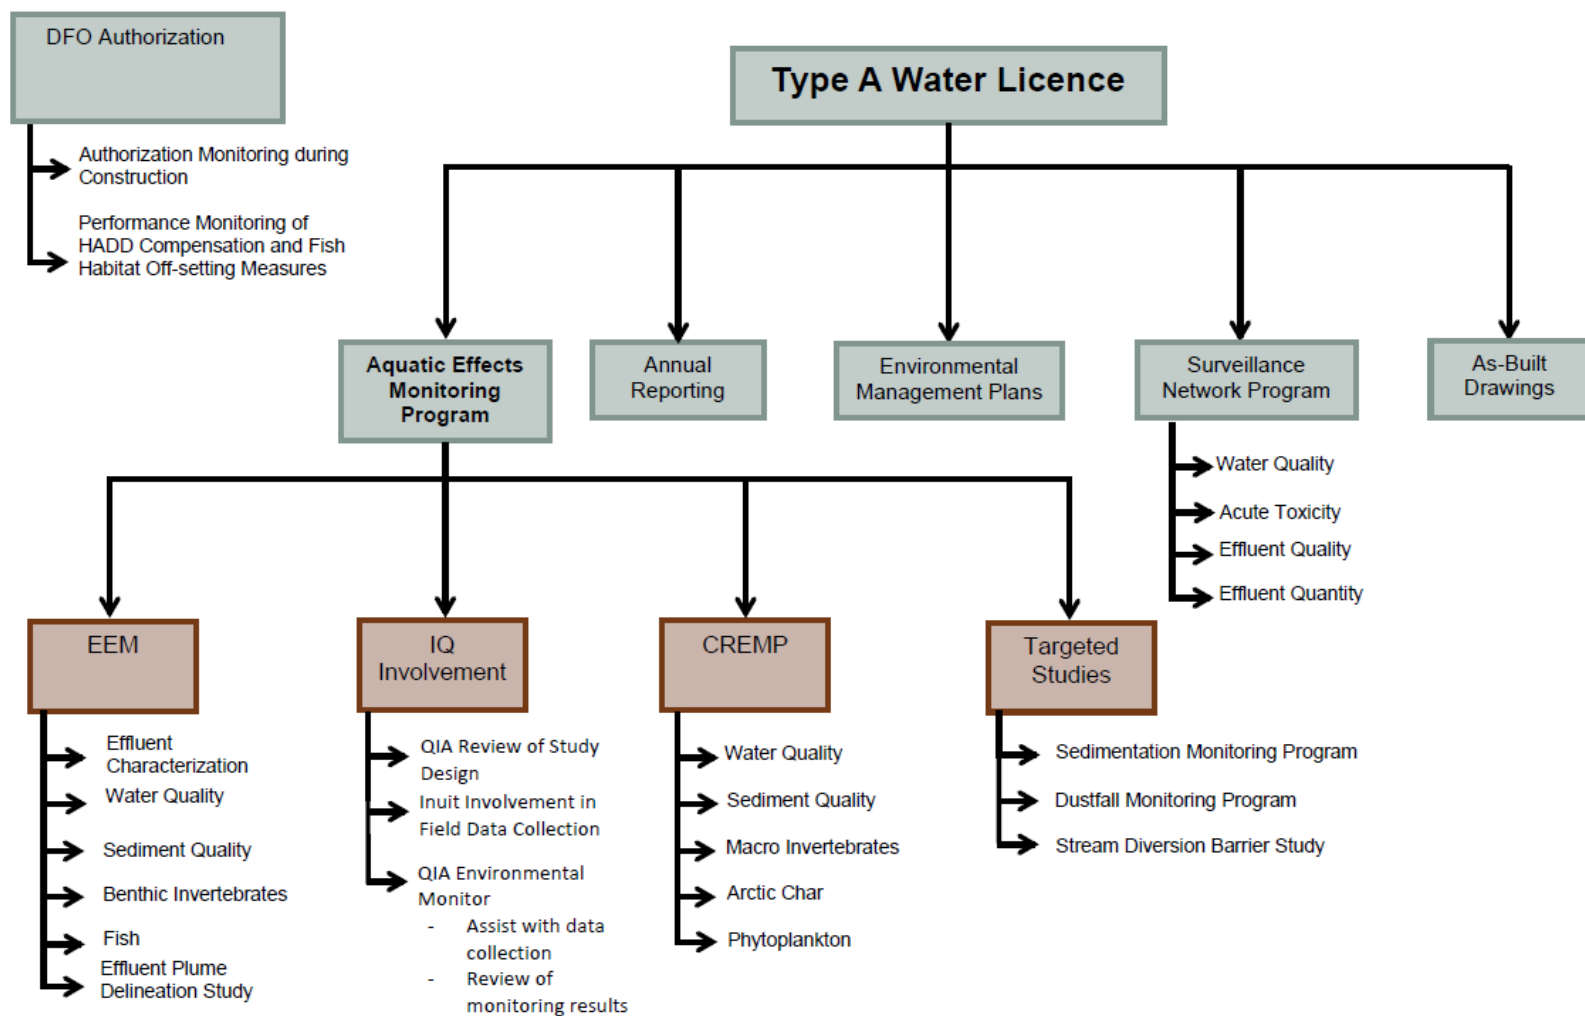 DFO Authorization
Authorization Monitoring during
Construction
Performance Monitoring of
HADD Compensation and Fish
Habitat Off-setting Measures
Type A Water Licence
Aquatic Effects
Monitoring
Program
Annual
Reporting
Environmental
Management Plans
Surveillance
Network Program
As-Built
Drawings
Water Quality
Acute Toxicity
Effluent Quality
Effluent Quantity
EEM
Effluent
Characterization
Water Quality
Sediment Quality
Benthic Invertebrates
Fish
Effluent Plume
Delineation Study
IQ
Involvement
QIA Review of Study
Design
Inuit Involvement in
Field Data Collection
QIA Environmental
Monitor
- Assist with data
collection
- Review of
monitoring results
CREMP
Water Quality
Sediment Quality
Macro Invertebrates
Arctic Char
Phytoplankton
Targeted
Studies
Sedimentation Monitoring Program
Dustfall Monitoring Program
Stream Diversion Barrier Study